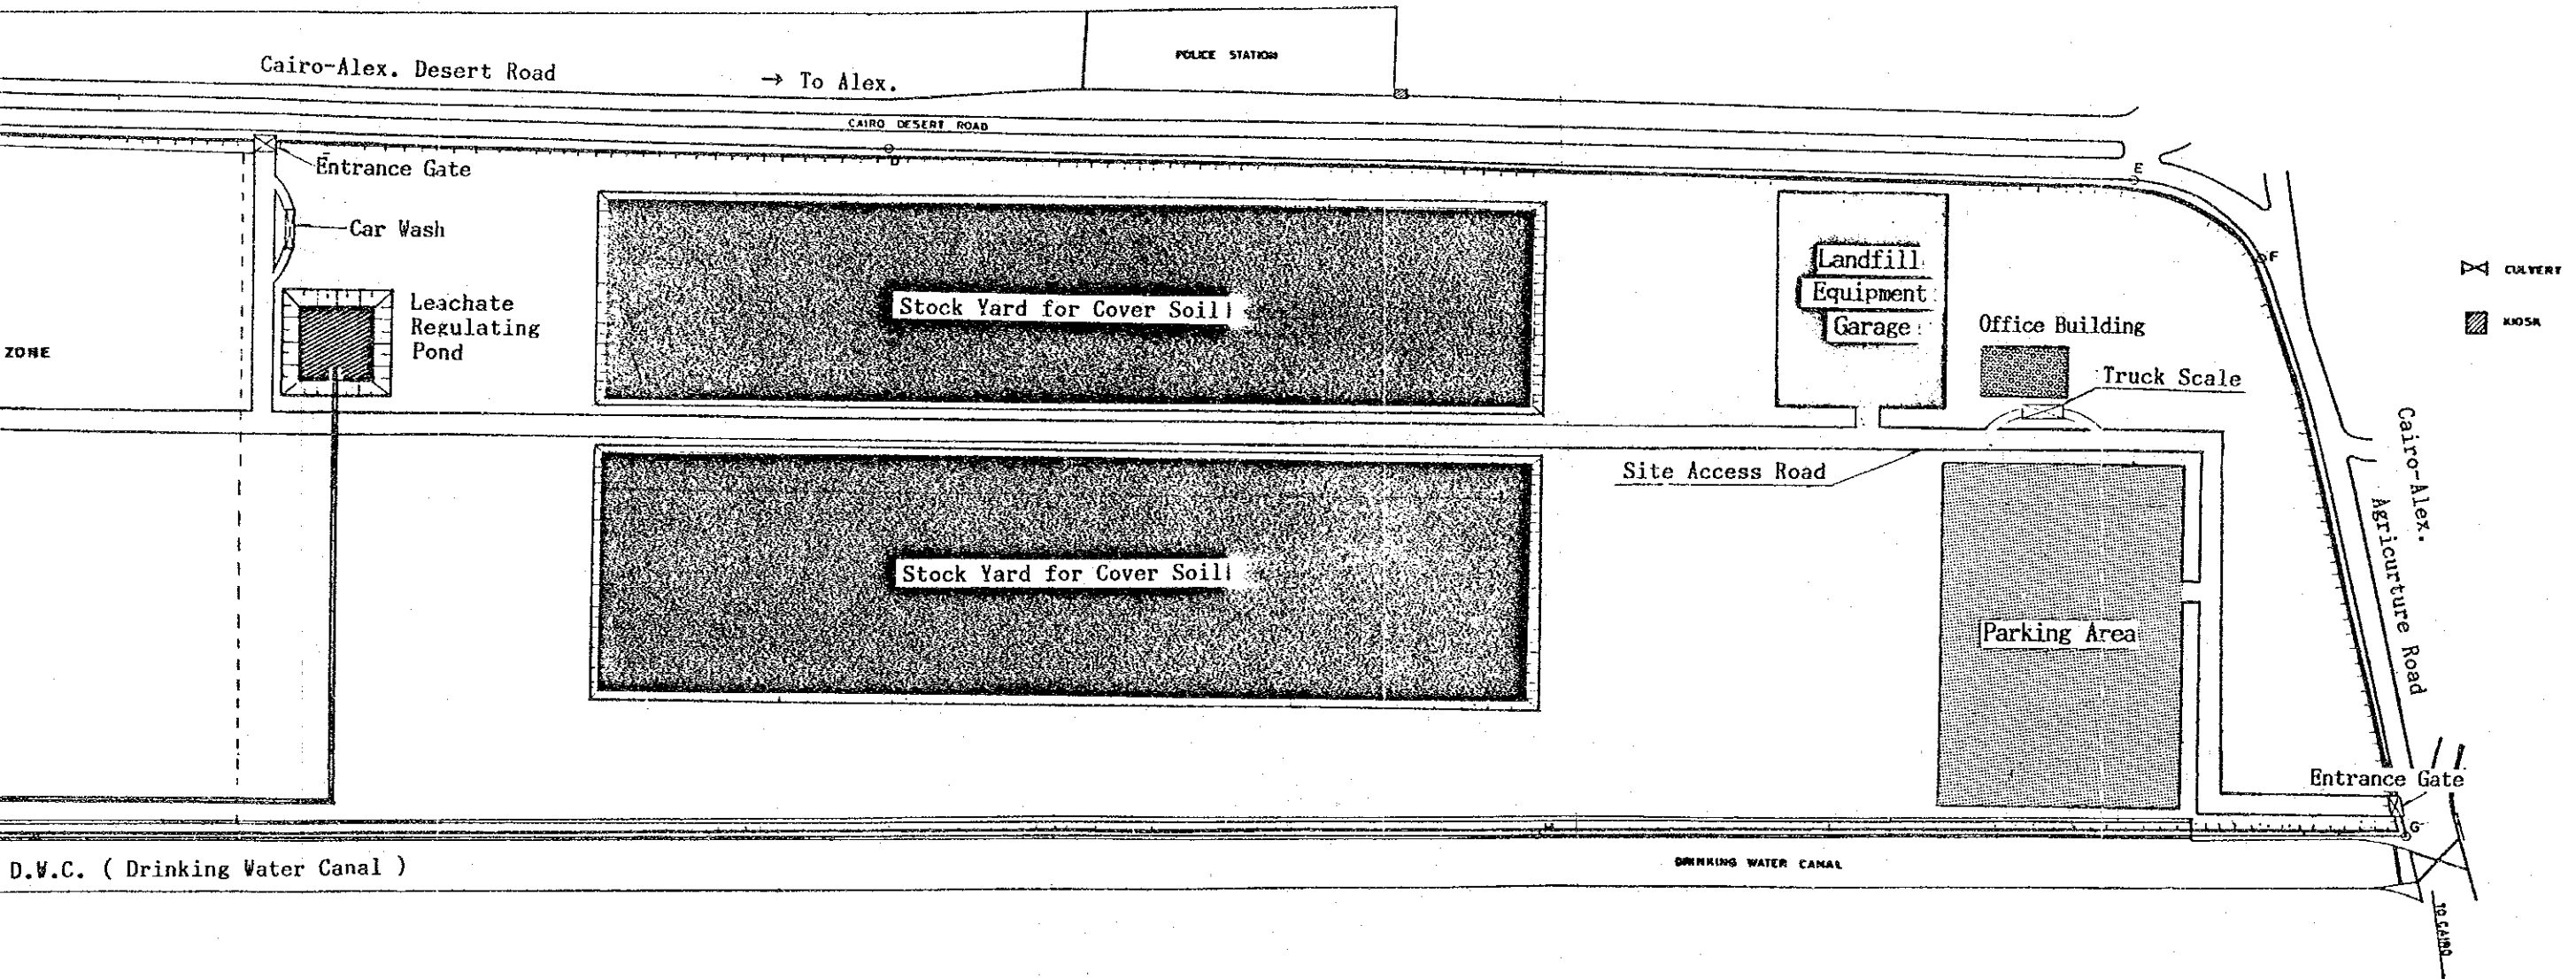 POLICE STATION
Cairo-Alex. Desert Road
→ To Alex.
CAIRO DESERT ROAD
D
Entrance Gate
E
Car Wash
F
Landfill
Equipment
Garage
CULVERT
KIOSK
Leachate
Regulating
Pond
Stock Yard for Cover Soil
Office Building
ZONE
Truck Scale
Cairo-Alex.
Agricurture Road
Site Access Road
Stock Yard for Cover Soil
Parking Area
Entrance Gate
H
G
D.W.C. ( Drinking Water Canal )
DRINKING WATER CANAL
TO CAIRO